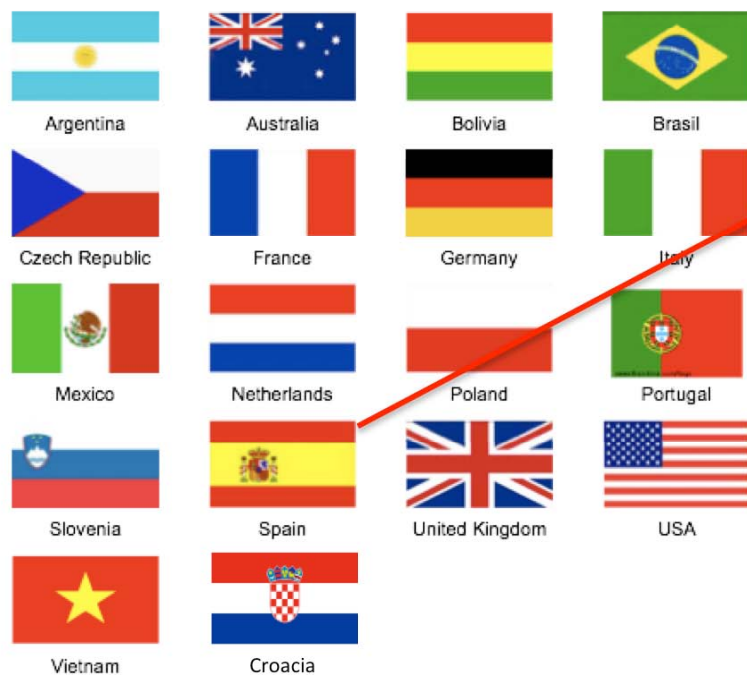 Argentina
Australia
Bolivia
Brasil
Czech Republic
France
Germany
Italy
Mexico
Netherlands
Poland
Portugal
Slovenia
Spain
United Kingdom
USA
Vietnam
Croacia